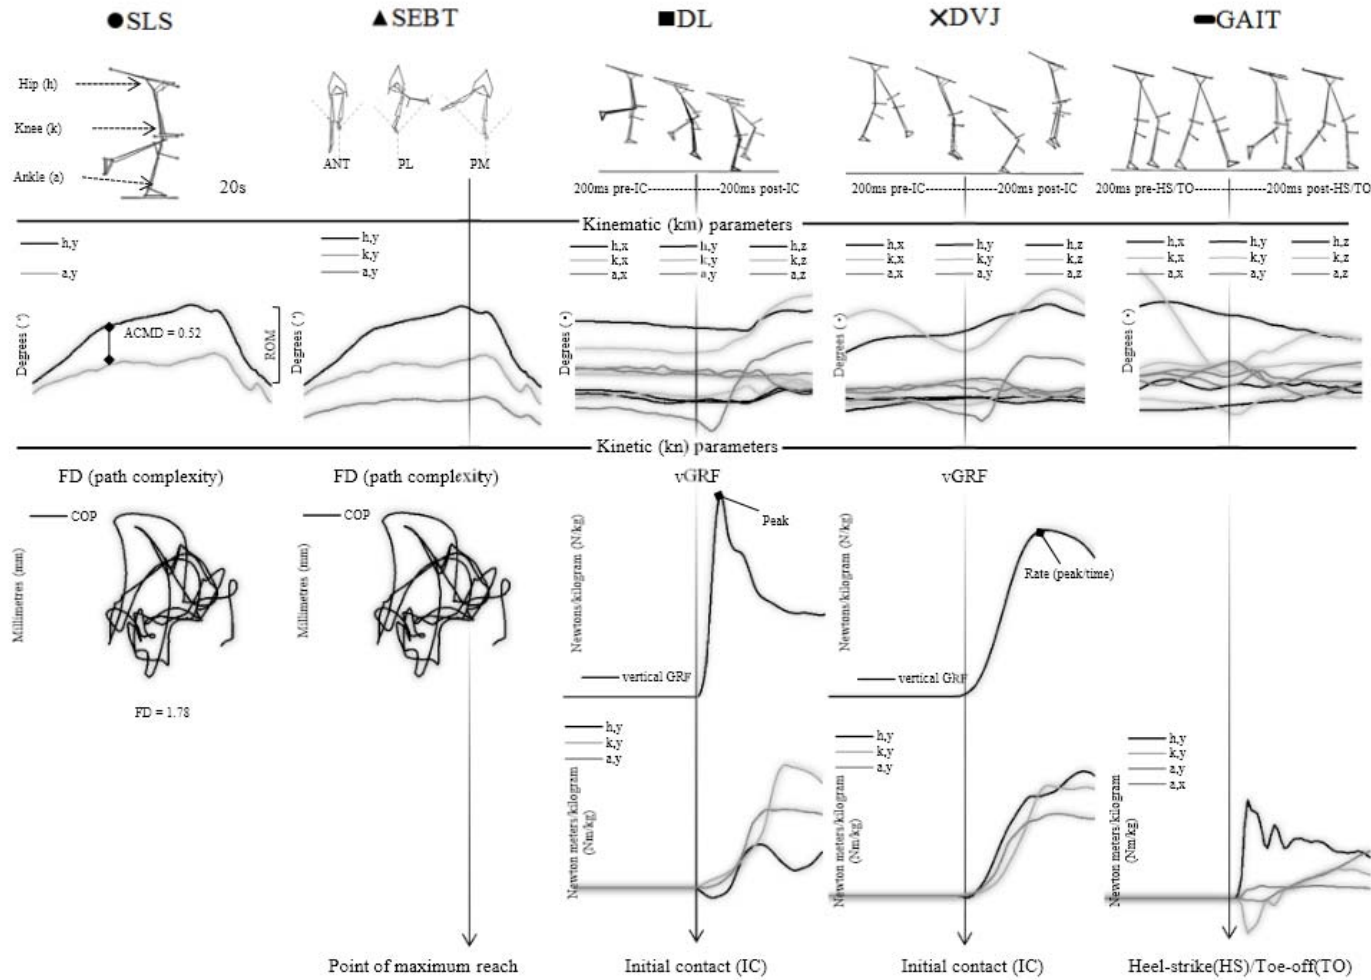 ●SLS
▲SEBT
■DL
✕DVJ
GAIT
Hip (h)
Knee (k)
Ankle (a)
20s
ANT
PL
PM
200ms pre-IC
200ms post-IC
200ms pre-IC
200ms post-IC
200ms pre-HS/TO
200ms post-HS/TO
Kinematic (km) parameters
h,y
a,y
h,y
k,y
a,y
h,x h,y h,z
k,x k,y k,z
a,x a,y a,z
h,x h,y h,z
k,x k,y k,z
a,x a,y a,z
h,x h,y h,z
k,x k,y k,z
a,x a,y a,z
Degrees (°)
ACMD = 0.52
ROM
Degrees (°)
Degrees (•)
Degrees (•)
Degrees (•)
Kinetic (kn) parameters
FD (path complexity)
FD (path complexity)
vGRF
vGRF
COP
Millimetres (mm)
FD = 1.78
COP
Millimetres (mm)
Newtons/kilogram (N/kg)
Peak
vertical GRF
Newtons/kilogram (N/kg)
Rate (peak/time)
vertical GRF
h,y
k,y
a,y
Newton meters/kilogram
(Nm/kg)
h,y
k,y
a,y
Newton meters/kilogram
(Nm/kg)
h,y
k,y
a,y
a,x
Newton meters/kilogram
(Nm/kg)
Point of maximum reach
Initial contact (IC)
Initial contact (IC)
Heel-strike(HS)/Toe-off(TO)